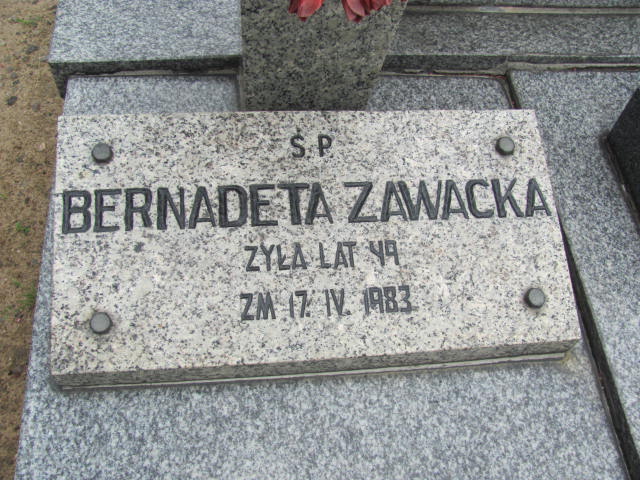 Ś P
BERNADETA ZAWACKA
ŻYŁA LAT 49
ZM 17. IV. 1983